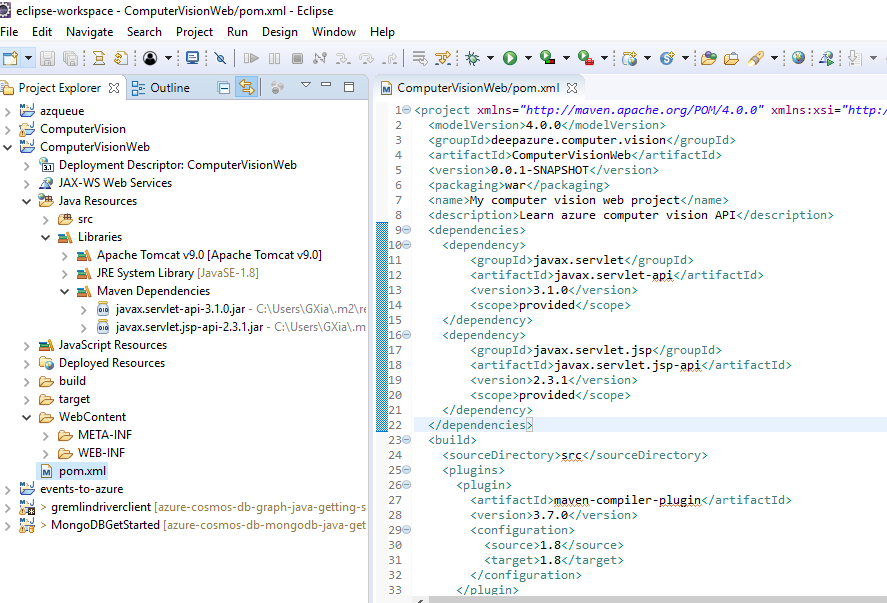 eclipse-workspace - ComputerVisionWeb/pom.xml - Eclipse
File Edit Navigate Search Project Run Design Window Help
Project Explorer
Outline
azqueue
ComputerVision
ComputerVisionWeb
Deployment Descriptor: ComputerVisionWeb
JAX-WS Web Services
Java Resources
src
Libraries
Apache Tomcat v9.0 [Apache Tomcat v9.0]
JRE System Library [JavaSE-1.8]
Maven Dependencies
javax.servlet-api-3.1.0.jar - C:\Users\GXia\.m2\re
javax.servlet.jsp-api-2.3.1.jar - C:\Users\GXia\.m
JavaScript Resources
Deployed Resources
build
target
WebContent
META-INF
WEB-INF
pom.xml
events-to-azure
> gremlindriverclient [azure-cosmos-db-graph-java-getting-s
> MongoDBGetStarted [azure-cosmos-db-mongodb-java-get
ComputerVisionWeb/pom.xml
1 <project xmlns="http://maven.apache.org/POM/4.0.0" xmlns:xsi="http:/
2 <modelVersion>4.0.0</modelVersion>
3 <groupId>deepazure.computer.vision</groupId>
4 <artifactId>ComputerVisionWeb</artifactId>
5 <version>0.0.1-SNAPSHOT</version>
6 <packaging>war</packaging>
7 <name>My computer vision web project</name>
8 <description>Learn azure computer vision API</description>
9 <dependencies>
10 <dependency>
11 <groupId>javax.servlet</groupId>
12 <artifactId>javax.servlet-api</artifactId>
13 <version>3.1.0</version>
14 <scope>provided</scope>
15 </dependency>
16 <dependency>
17 <groupId>javax.servlet.jsp</groupId>
18 <artifactId>javax.servlet.jsp-api</artifactId>
19 <version>2.3.1</version>
20 <scope>provided</scope>
21 </dependency>
22 </dependencies>
23 <build>
24 <sourceDirectory>src</sourceDirectory>
25 <plugins>
26 <plugin>
27 <artifactId>maven-compiler-plugin</artifactId>
28 <version>3.7.0</version>
29 <configuration>
30 <source>1.8</source>
31 <target>1.8</target>
32 </configuration>
33 </plugin>